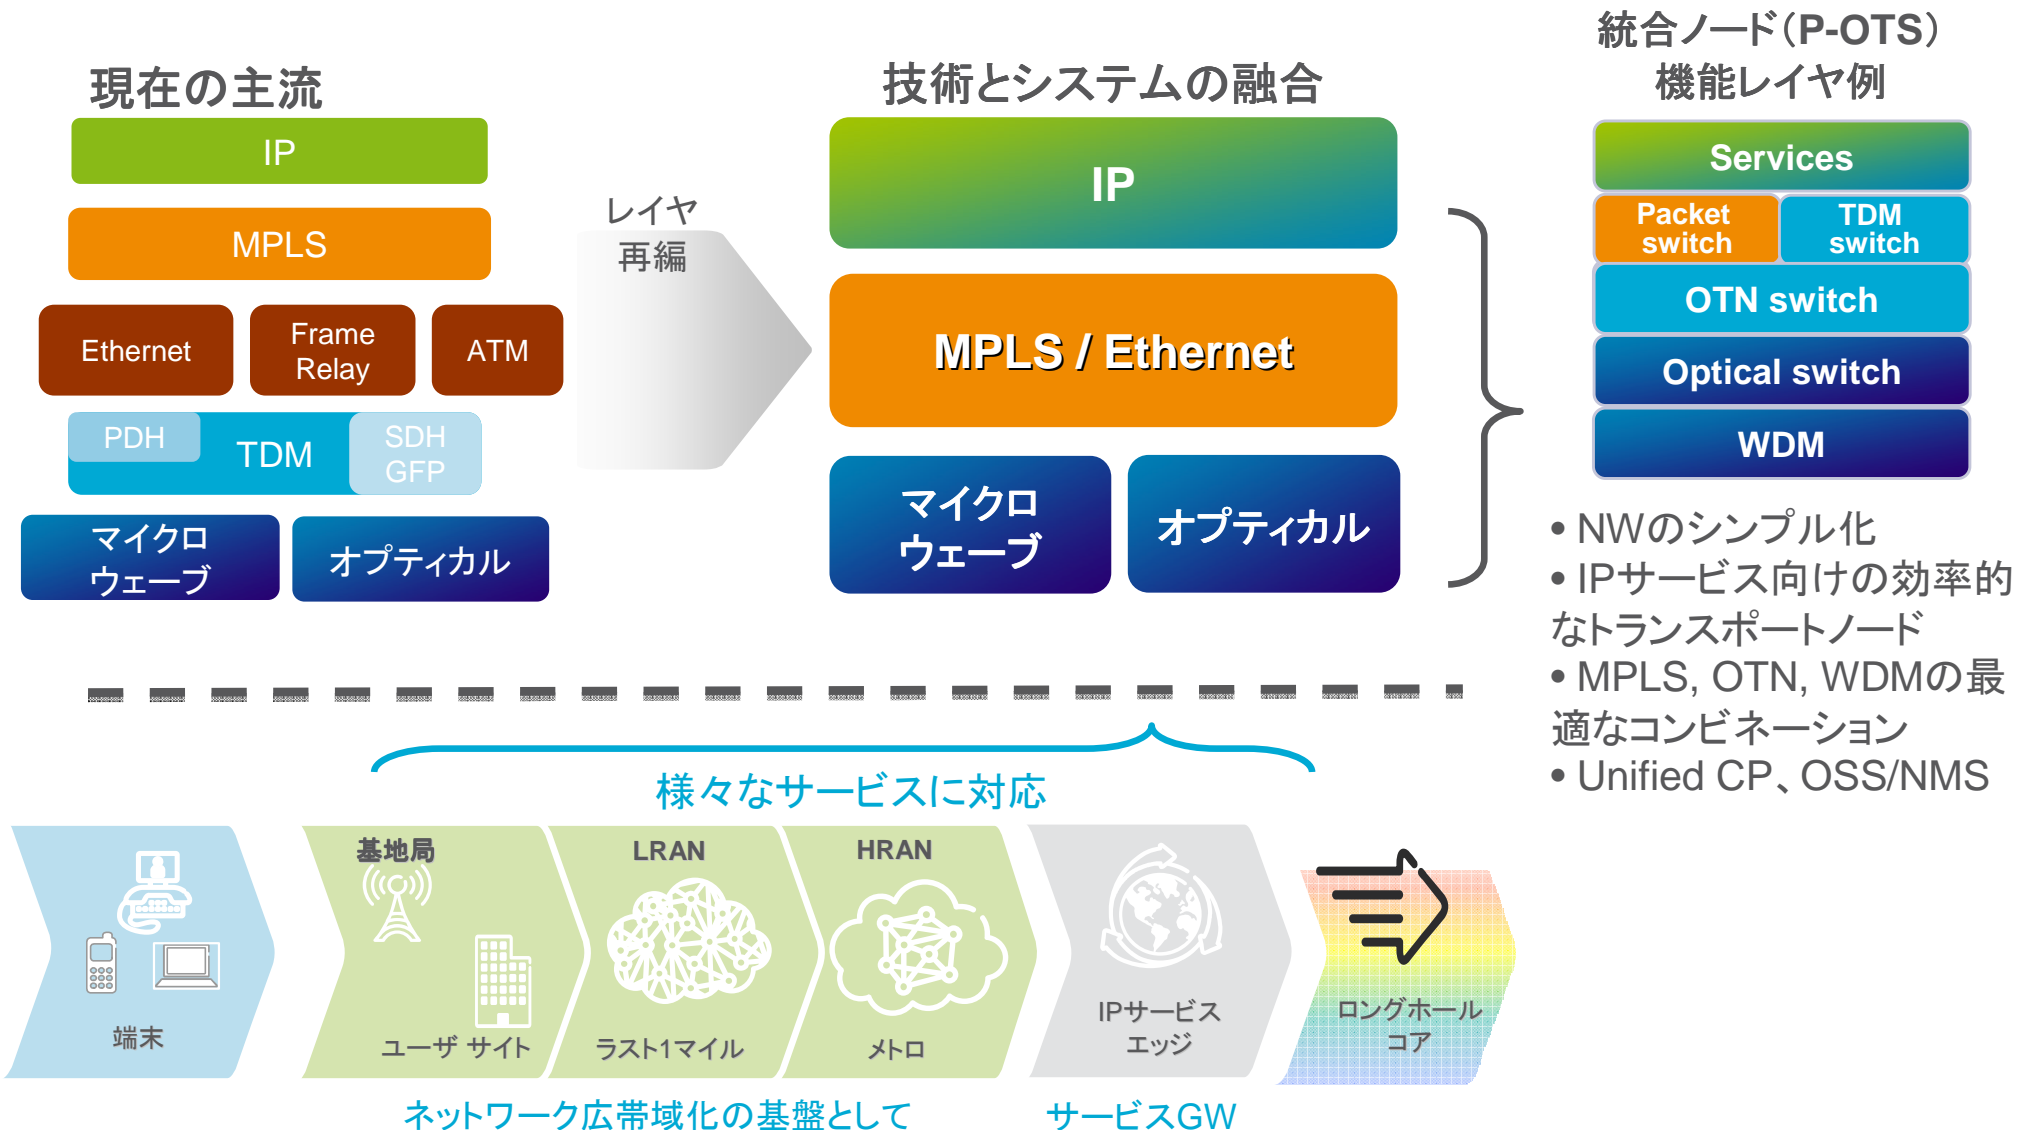 現在の主流
IP
MPLS
Ethernet
Frame
Relay
ATM
PDH
TDM
SDH
GFP
マイクロ
ウェーブ
オプティカル
レイヤ
再編
技術とシステムの融合
IP
MPLS / Ethernet
マイクロ
ウェーブ
オプティカル
統合ノード（P-OTS）
機能レイヤ例
Services
Packet
switch
TDM
switch
OTN switch
Optical switch
WDM
• NWのシンプル化
• IPサービス向けの効率的
なトランスポートノード
• MPLS, OTN, WDMの最
適なコンビネーション
• Unified CP、OSS/NMS
様々なサービスに対応
端末
基地局
ユーザ サイト
LRAN
ラスト1マイル
HRAN
メトロ
IPサービス
エッジ
ロングホール
コア
ネットワーク広帯域化の基盤として
サービスGW